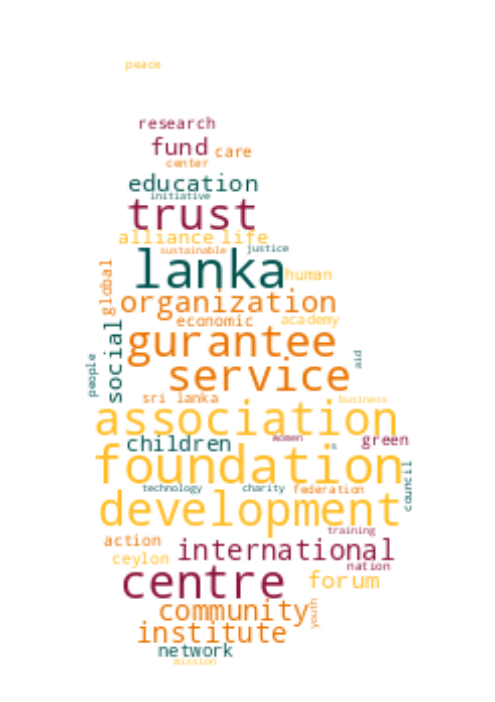 peace
research
fund care
center
education
initiative
trust
alliance life
sustainable justice
lanka human
global
organization
economic academy
social
gurantee
people
aid
service
sri lanka business
association
children women green
foundation
council
technology charity federation
development
training
action international
ceylon nation
centre forum
community youth
institute
network
mission